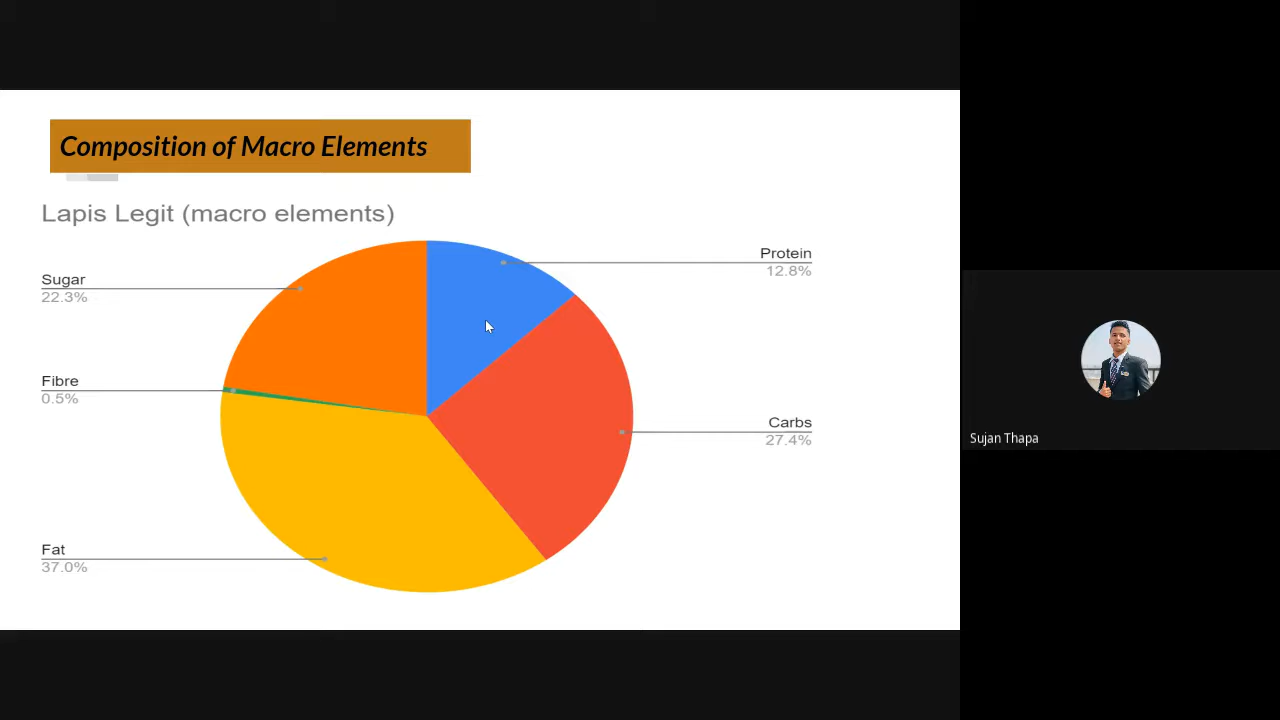 Composition of Macro Elements
Lapis Legit (macro elements)
Protein
12.8%
Sugar
22.3%
Fibre
0.5%
Carbs
27.4%
Fat
37.0%
Sujan Thapa